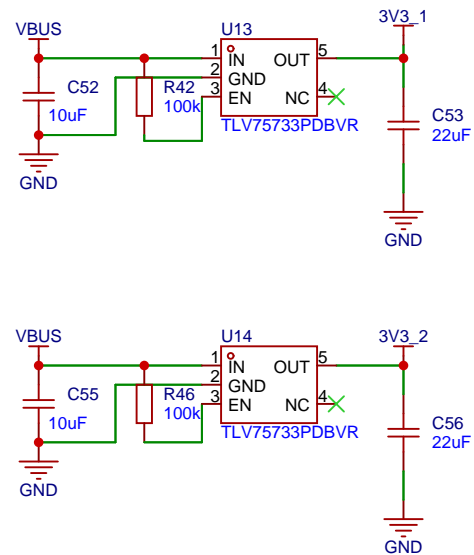 VBUS
U13
3V3_1
1 IN OUT 5
2 GND
3 EN NC 4
C52
10uF
R42
100k
TLV75733PDBVR
C53
22uF
GND
GND
VBUS
U14
3V3_2
1 IN OUT 5
2 GND
3 EN NC 4
C55
10uF
R46
100k
TLV75733PDBVR
C56
22uF
GND
GND